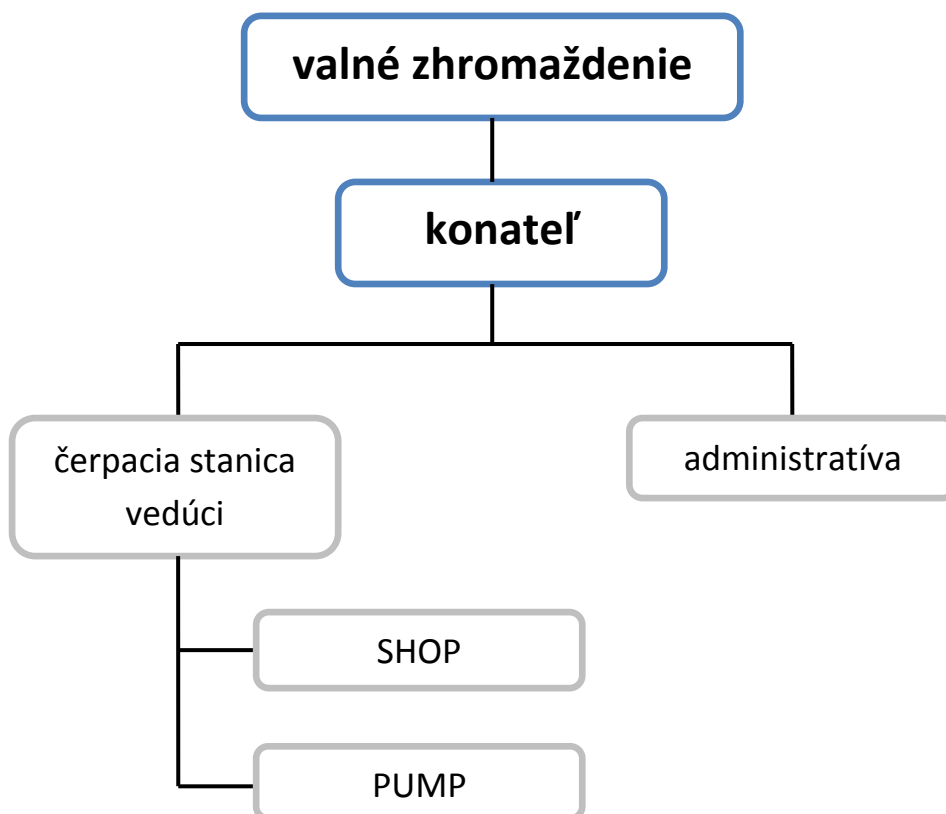 valné zhromaždenie
konateľ
čerpacia stanica
vedúci
administratíva
SHOP
PUMP